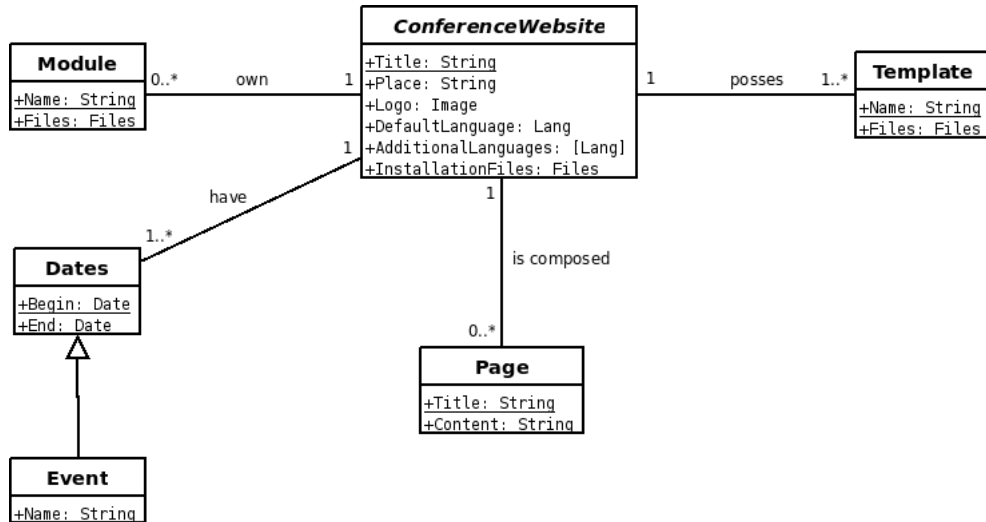 ConferenceWebsite
+Title: String
+Place: String
+Logo: Image
+DefaultLanguage: Lang
+AdditionalLanguages: [Lang]
+InstallationFiles: Files
Module
+Name: String
+Files: Files
0..* own 1
1 posses 1..*
Template
+Name: String
+Files: Files
1
have
1..*
Dates
+Begin: Date
+End: Date
1
is composed
0..*
Page
+Title: String
+Content: String
Event
+Name: String